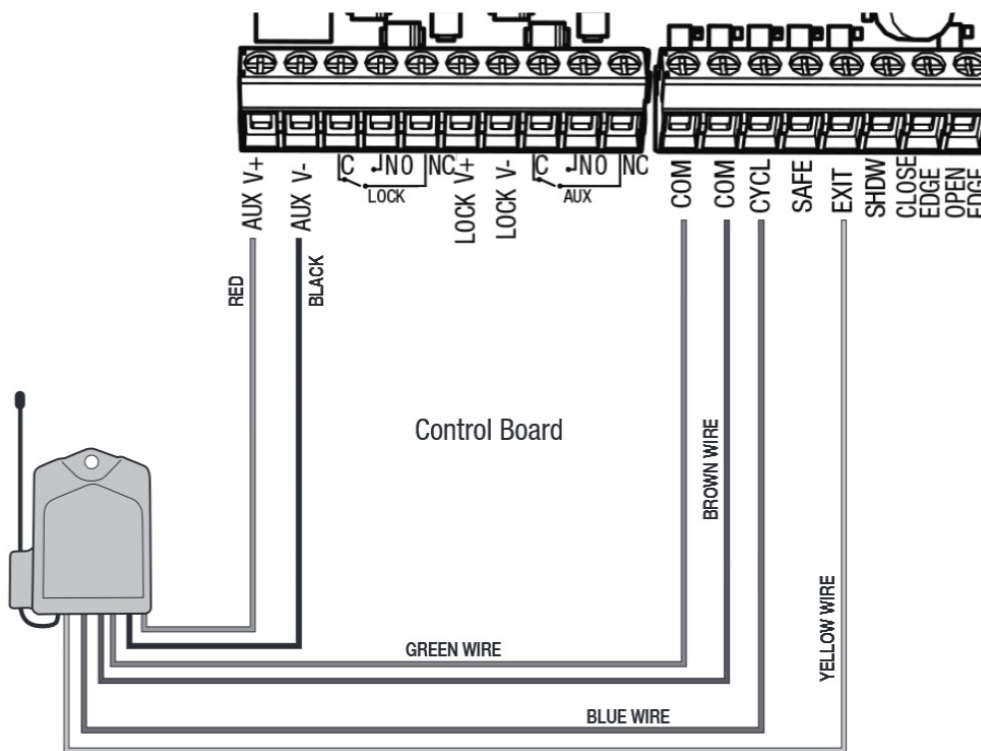 C NO NC
LOCK
C NO NC
AUX
AUX V+
AUX V-
LOCK V+
LOCK V-
COM
COM
CYCL
SAFE
EXIT
SHDW
CLOSE
EDGE
OPEN
EDGE
RED
BLACK
Control Board
BROWN WIRE
YELLOW WIRE
GREEN WIRE
BLUE WIRE